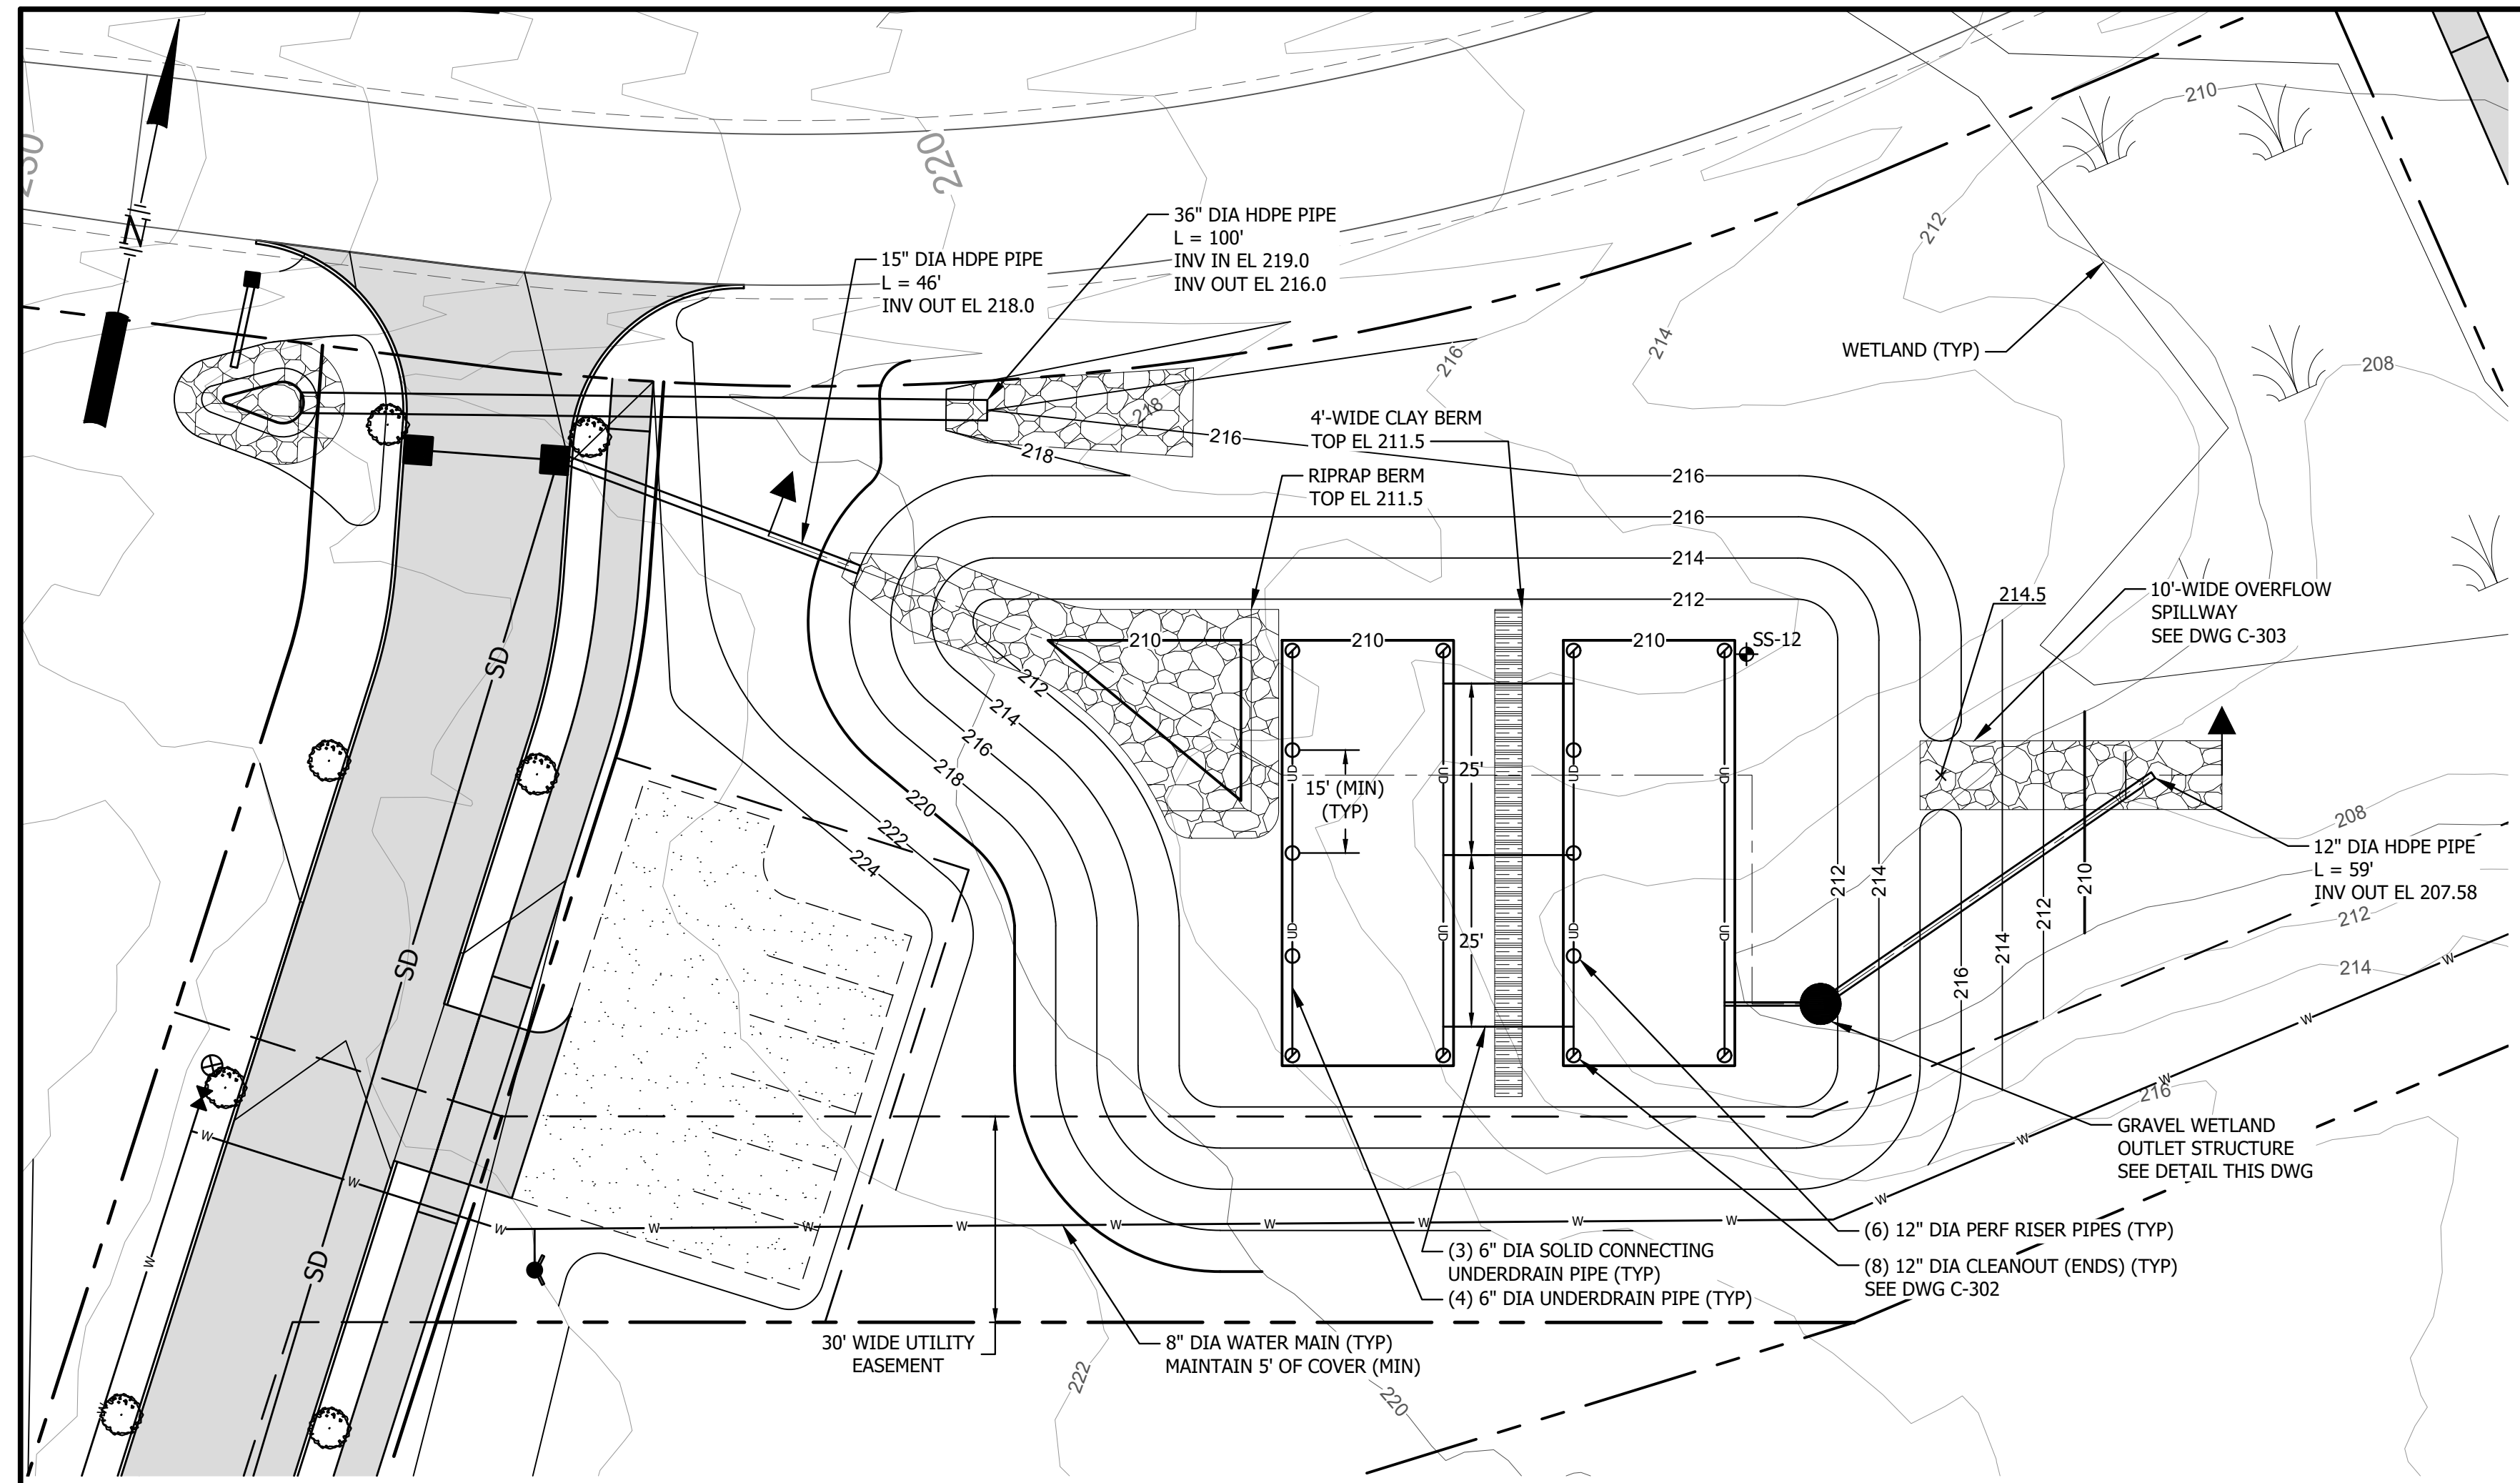 230
N
220
36" DIA HDPE PIPE
L = 100'
INV IN EL 219.0
INV OUT EL 216.0
15" DIA HDPE PIPE
L = 46'
INV OUT EL 218.0
210
212
214
216
WETLAND (TYP)
208
218
4'-WIDE CLAY BERM
TOP EL 211.5
216
218
RIPRAP BERM
TOP EL 211.5
216
216
214
212
214.5
10'-WIDE OVERFLOW
SPILLWAY
SEE DWG C-303
210
210
210
SS-12
SD
212
214
216
218
220
222
224
UD
UD
UD
UD
25'
15' (MIN)
(TYP)
208
12" DIA HDPE PIPE
L = 59'
INV OUT EL 207.58
212
214
210
212
214
216
212
214
UD
UD
UD
UD
25'
SD
W
W
W
W
216
GRAVEL WETLAND
OUTLET STRUCTURE
SEE DETAIL THIS DWG
W
W
W
W
W
W
W
W
W
W
W
W
W
W
SD
(6) 12" DIA PERF RISER PIPES (TYP)
(3) 6" DIA SOLID CONNECTING
UNDERDRAIN PIPE (TYP)
(8) 12" DIA CLEANOUT (ENDS) (TYP)
SEE DWG C-302
(4) 6" DIA UNDERDRAIN PIPE (TYP)
30' WIDE UTILITY
EASEMENT
8" DIA WATER MAIN (TYP)
MAINTAIN 5' OF COVER (MIN)
222
220
W